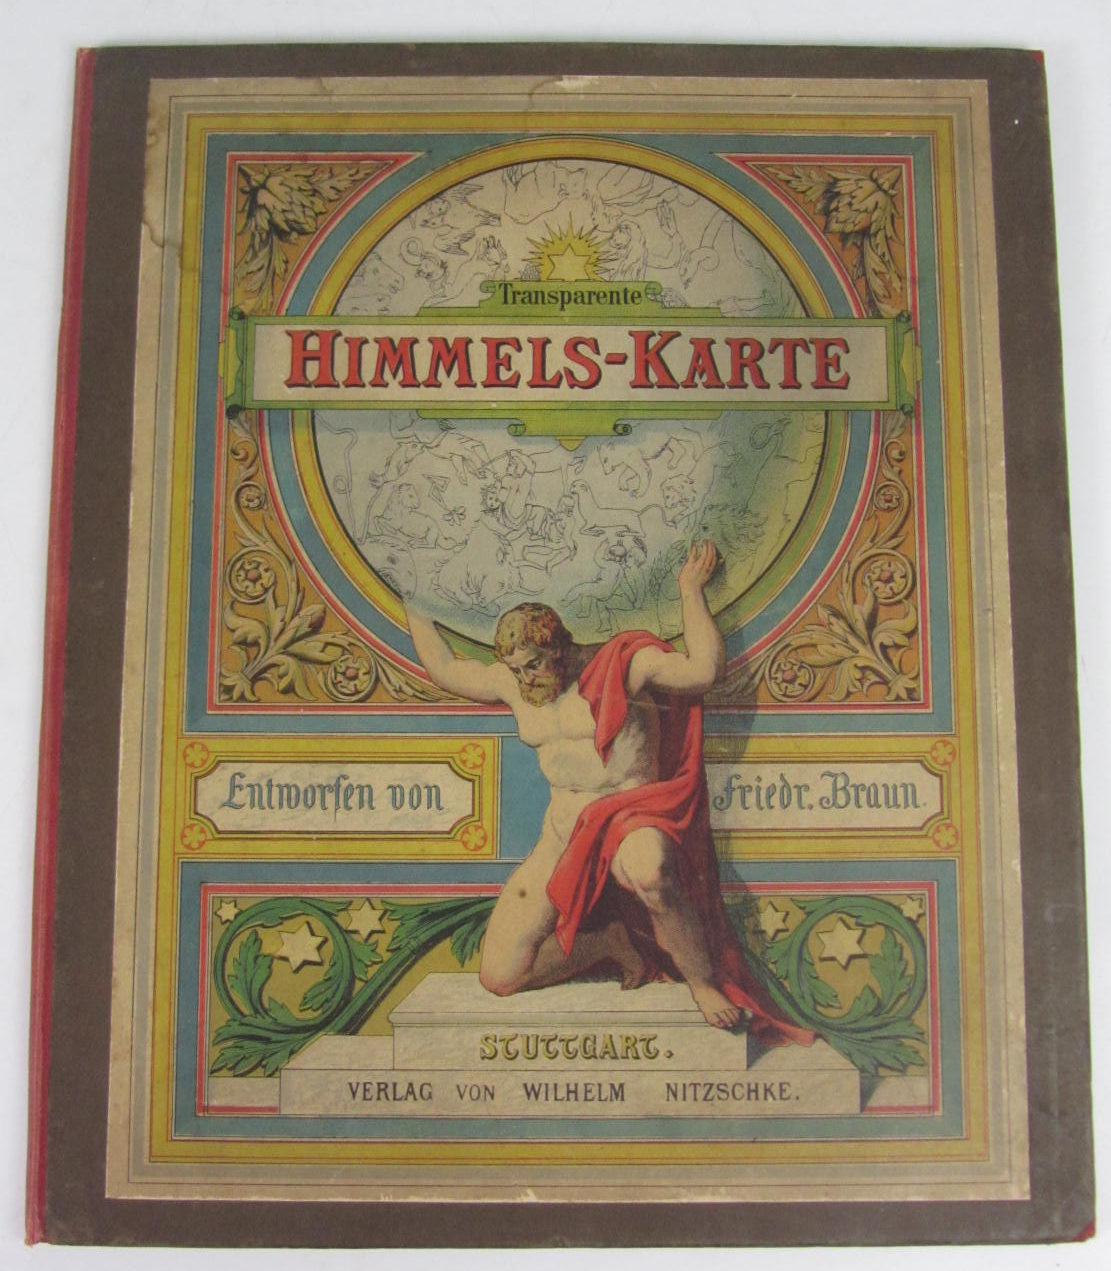 Transparente
HIMMELS-KARTE
Entworfen von Friedr. Braun.
STUTTGART.
VERLAG VON WILHELM NITZSCHKE.